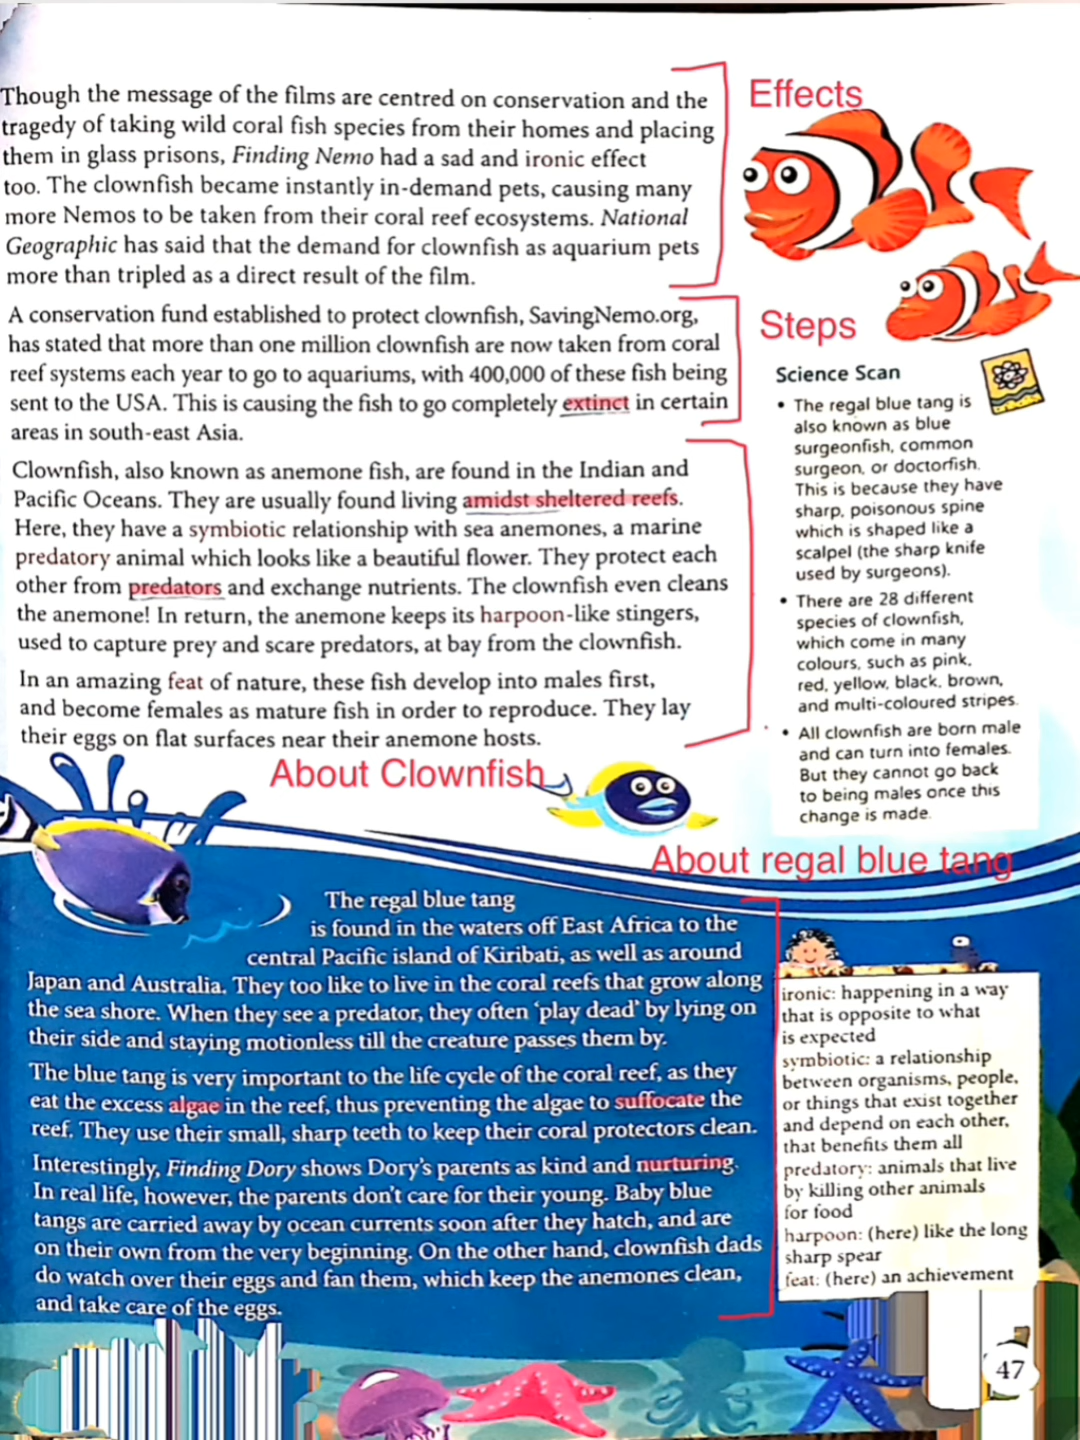 Though the message of the films are centred on conservation and the
tragedy of taking wild coral fish species from their homes and placing
them in glass prisons, Finding Nemo had a sad and ironic effect
too. The clownfish became instantly in-demand pets, causing many
more Nemos to be taken from their coral reef ecosystems. National
Geographic has said that the demand for clownfish as aquarium pets
more than tripled as a direct result of the film.
Effects
A conservation fund established to protect clownfish, SavingNemo.org,
has stated that more than one million clownfish are now taken from coral
reef systems each year to go to aquariums, with 400,000 of these fish being
sent to the USA. This is causing the fish to go completely extinct in certain
areas in south-east Asia.
Steps
Clownfish, also known as anemone fish, are found in the Indian and
Pacific Oceans. They are usually found living amidst sheltered reefs.
Here, they have a symbiotic relationship with sea anemones, a marine
predatory animal which looks like a beautiful flower. They protect each
other from predators and exchange nutrients. The clownfish even cleans
the anemone! In return, the anemone keeps its harpoon-like stingers,
used to capture prey and scare predators, at bay from the clownfish.
In an amazing feat of nature, these fish develop into males first,
and become females as mature fish in order to reproduce. They lay
their eggs on flat surfaces near their anemone hosts.
About Clownfish
Science Scan
• The regal blue tang is
also known as blue
surgeonfish, common
surgeon, or doctorfish.
This is because they have
sharp, poisonous spine
which is shaped like a
scalpel (the sharp knife
used by surgeons).
• There are 28 different
species of clownfish,
which come in many
colours, such as pink,
red, yellow, black, brown,
and multi-coloured stripes.
• All clownfish are born male
and can turn into females.
But they cannot go back
to being males once this
change is made.
About regal blue tang
The regal blue tang
is found in the waters off East Africa to the
central Pacific island of Kiribati, as well as around
Japan and Australia. They too like to live in the coral reefs that grow along
the sea shore. When they see a predator, they often ‘play dead’ by lying on
their side and staying motionless till the creature passes them by.
The blue tang is very important to the life cycle of the coral reef, as they
eat the excess algae in the reef, thus preventing the algae to suffocate the
reef. They use their small, sharp teeth to keep their coral protectors clean.
Interestingly, Finding Dory shows Dory’s parents as kind and nurturing.
In real life, however, the parents don’t care for their young. Baby blue
tangs are carried away by ocean currents soon after they hatch, and are
on their own from the very beginning. On the other hand, clownfish dads
do watch over their eggs and fan them, which keep the anemones clean,
and take care of the eggs.
ironic: happening in a way
that is opposite to what
is expected
symbiotic: a relationship
between organisms, people,
or things that exist together
and depend on each other,
that benefits them all
predatory: animals that live
by killing other animals
for food
harpoon: (here) like the long
sharp spear
feat: (here) an achievement
47